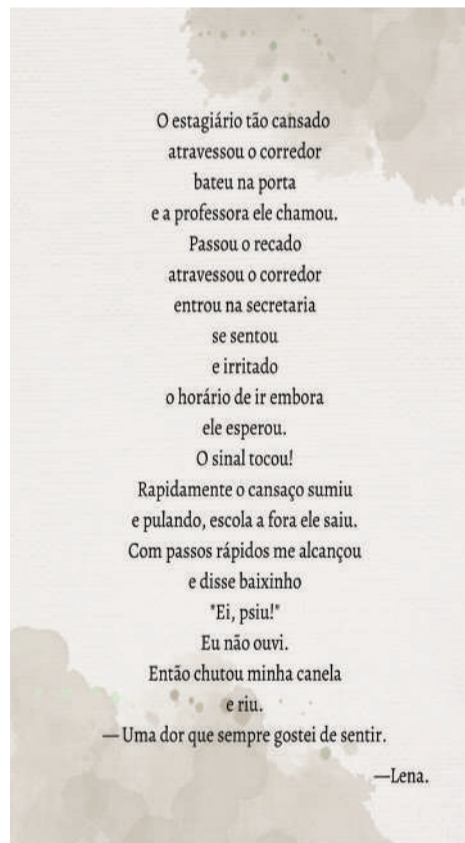 O estagiário tão cansado
atravessou o corredor
bateu na porta
e a professora ele chamou.
Passou o recado
atravessou o corredor
entrou na secretaria
se sentou
e irritado
o horário de ir embora
ele esperou.
O sinal tocou!
Rapidamente o cansaço sumiu
e pulando, escola a fora ele saiu.
Com passos rápidos me alcançou
e disse baixinho
"Ei, psiu!"
Eu não ouvi.
Então chutou minha canela
e riu.
—Uma dor que sempre gostei de sentir.
—Lena.